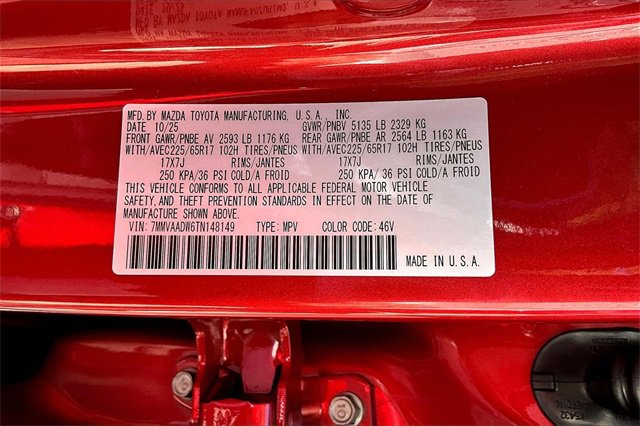 MFD. BY MAZDA TOYOTA MANUFACTURING, U.S.A., INC.
DATE 10/25 GVWR/PNBV 5135 LB 2329 KG
FRONT GAWR/PNBE AV 2593 LB 1176 KG REAR GAWR/PNBE AR 2564 LB 1163 KG
WITH/AVEC225/65R17 102H TIRES/PNEUS WITH/AVEC225/65R17 102H TIRES/PNEUS
17X7J RIMS/JANTES 17X7J RIMS/JANTES
250 KPA/36 PSI COLD/A FROID 250 KPA/36 PSI COLD/A FROID
THIS VEHICLE CONFORMS TO ALL APPLICABLE FEDERAL MOTOR VEHICLE
SAFETY, AND THEFT PREVENTION STANDARDS IN EFFECT ON THE DATE OF
MANUFACTURE SHOWN ABOVE.
VIN: 7MMVAADW6TN148149 TYPE: MPV COLOR CODE: 46V
MADE IN U.S.A.
10
10